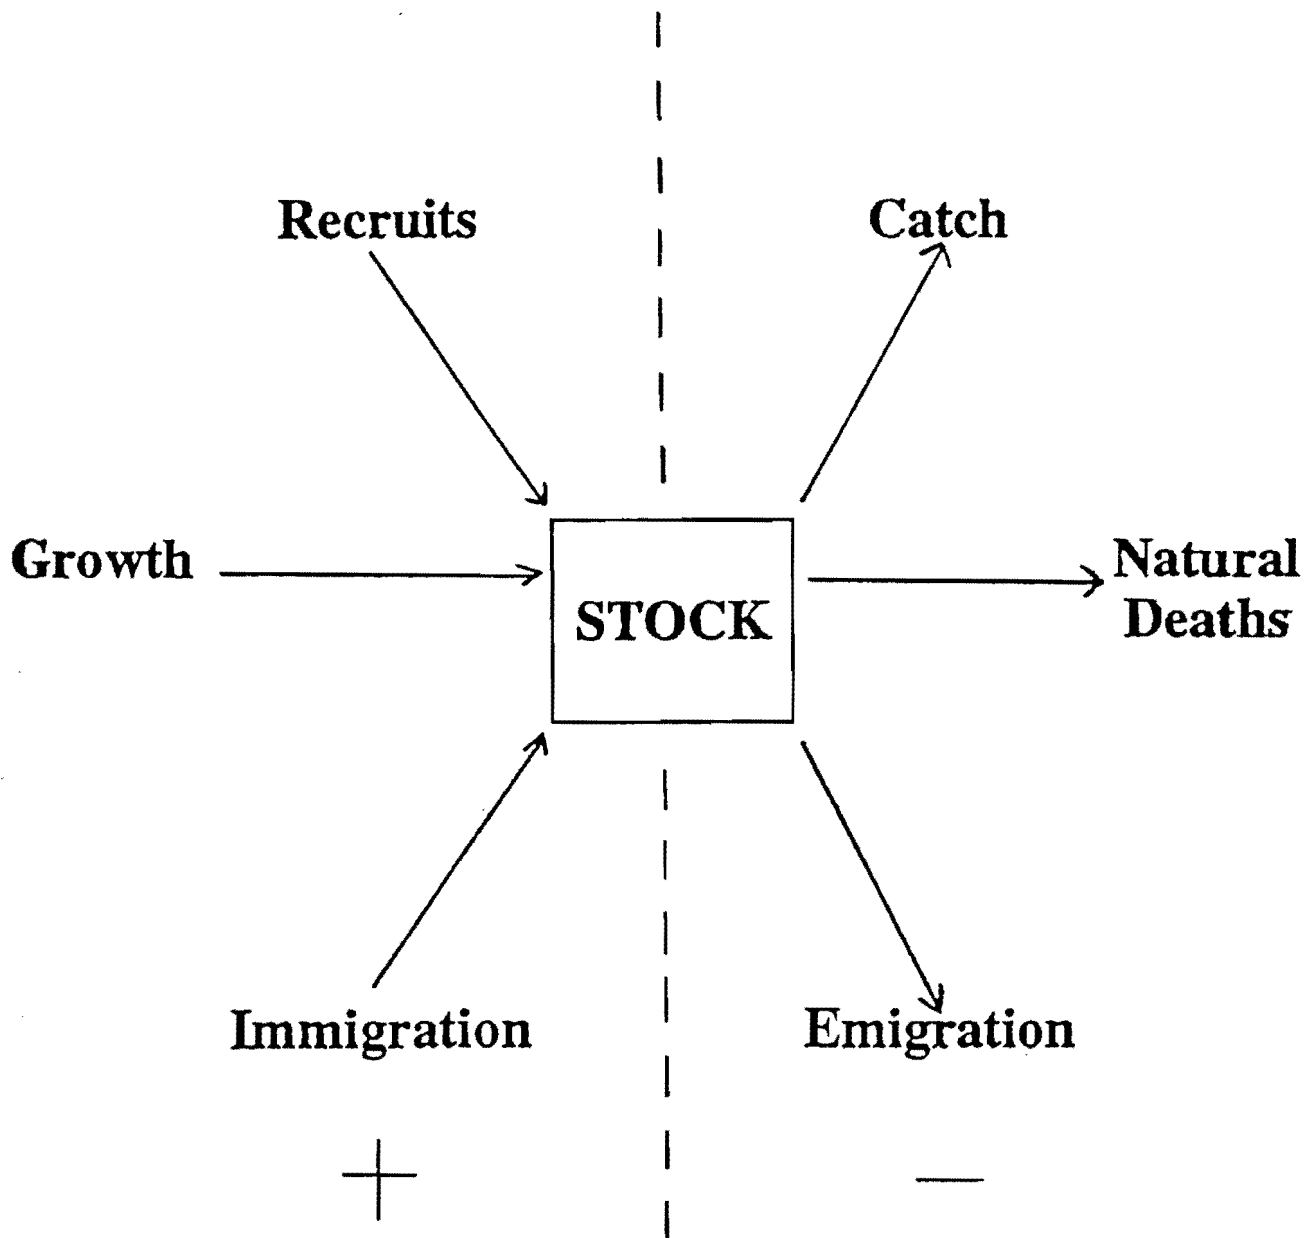 Recruits
Catch
Growth
STOCK
Natural
Deaths
Immigration
Emigration
+
−